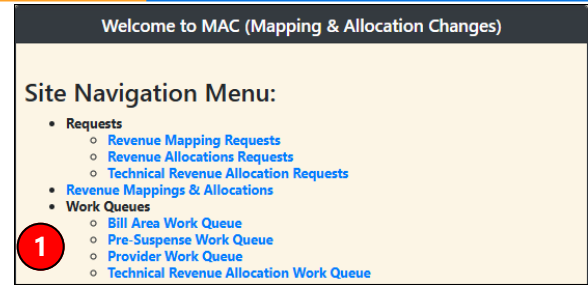 Welcome to MAC (Mapping & Allocation Changes)
Site Navigation Menu:
Requests
Revenue Mapping Requests
Revenue Allocations Requests
Technical Revenue Allocation Requests
Revenue Mappings & Allocations
Work Queues
Bill Area Work Queue
1
Pre-Suspense Work Queue
Provider Work Queue
Technical Revenue Allocation Work Queue